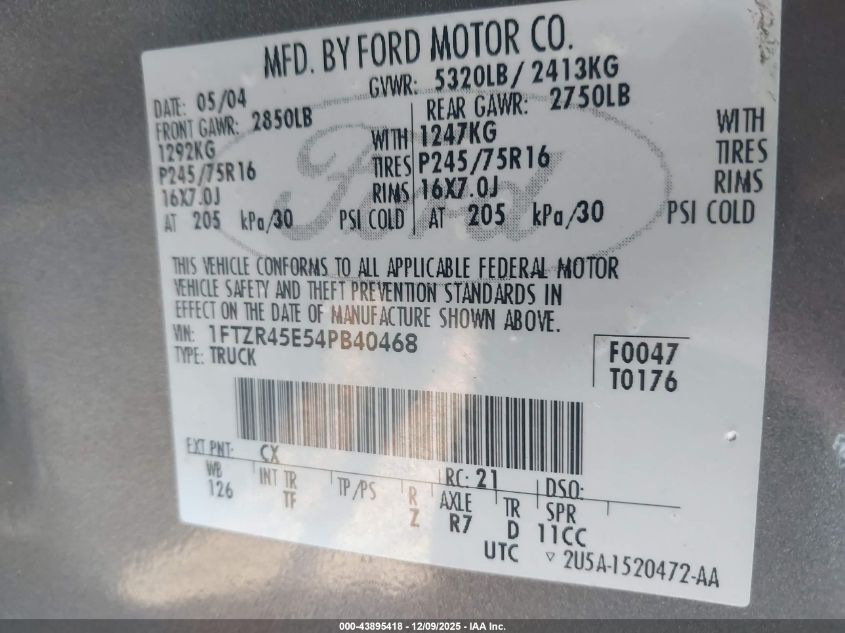 MFD. BY FORD MOTOR CO.
DATE: 05/04 GVWR: 5320LB/ 2413KG
FRONT GAWR: 2850LB REAR GAWR: 2750LB
1292KG WITH 1247KG WITH
P245/75R16 TIRES P245/75R16 TIRES
16X7.0J RIMS 16X7.0J RIMS
AT 205 kPa/30 PSI COLD AT 205 kPa/30 PSI COLD
Ford
THIS VEHICLE CONFORMS TO ALL APPLICABLE FEDERAL MOTOR
VEHICLE SAFETY AND THEFT PREVENTION STANDARDS IN
EFFECT ON THE DATE OF MANUFACTURE SHOWN ABOVE.
VIN: 1FTZR45E54PB40468
TYPE: TRUCK
F0047
T0176
EXT PNT: CX RC: 21 DSO:
WB INT TR TP/PS R AXLE TR SPR
126 TF Z R7 D 11CC
UTC ▽ 2U5A-1520472-AA
000-43895418 - 12/09/2025 - IAA Inc.